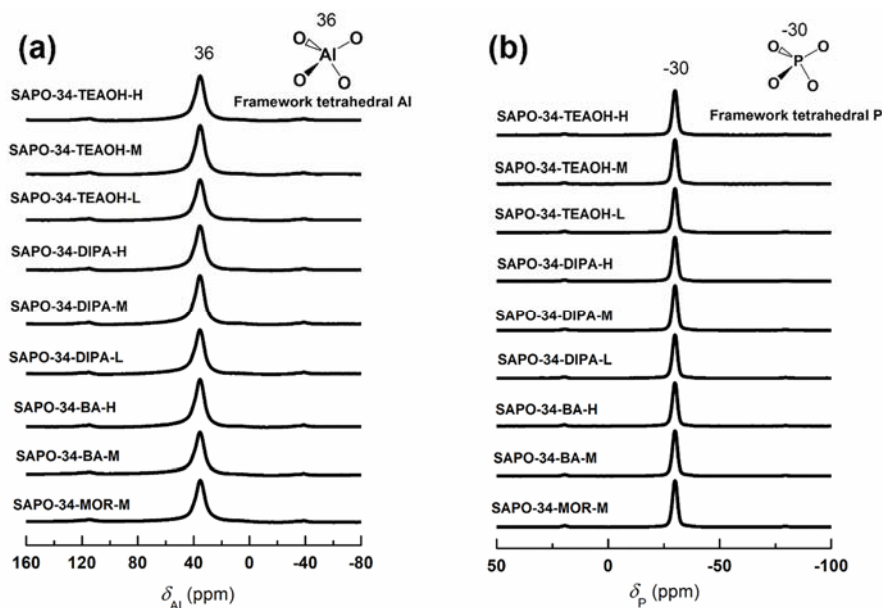 (a)
36
36
O
O
Al
O
O
Framework tetrahedral Al
SAPO-34-TEAOH-H
SAPO-34-TEAOH-M
SAPO-34-TEAOH-L
SAPO-34-DIPA-H
SAPO-34-DIPA-M
SAPO-34-DIPA-L
SAPO-34-BA-H
SAPO-34-BA-M
SAPO-34-MOR-M
160 120 80 40 0 -40 -80
δAl (ppm)
(b)
-30
-30
O
O
P
O
O
Framework tetrahedral P
SAPO-34-TEAOH-H
SAPO-34-TEAOH-M
SAPO-34-TEAOH-L
SAPO-34-DIPA-H
SAPO-34-DIPA-M
SAPO-34-DIPA-L
SAPO-34-BA-H
SAPO-34-BA-M
SAPO-34-MOR-M
50 0 -50 -100
δP (ppm)